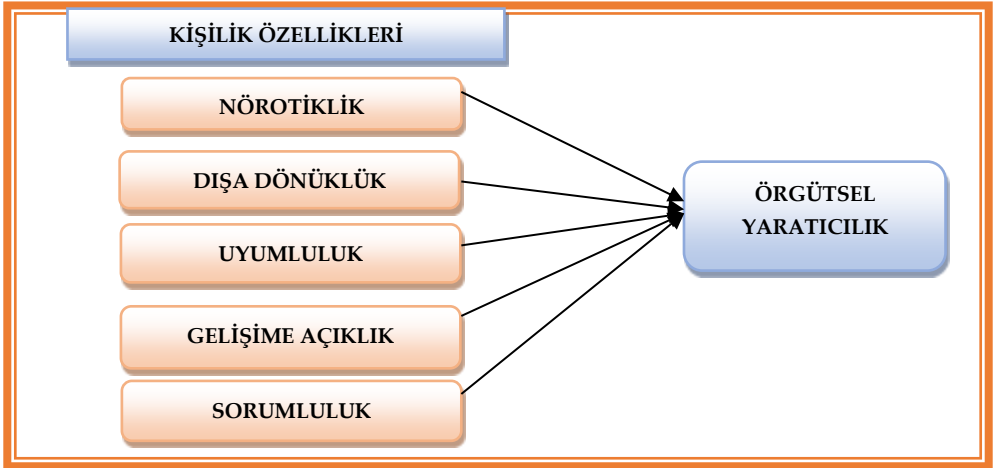 KİŞİLİK ÖZELLİKLERİ
NÖROTİKLİK
DIŞA DÖNÜKLÜK
UYUMLULUK
GELİŞİME AÇIKLIK
SORUMLULUK
ÖRGÜTSEL
YARATICILIK